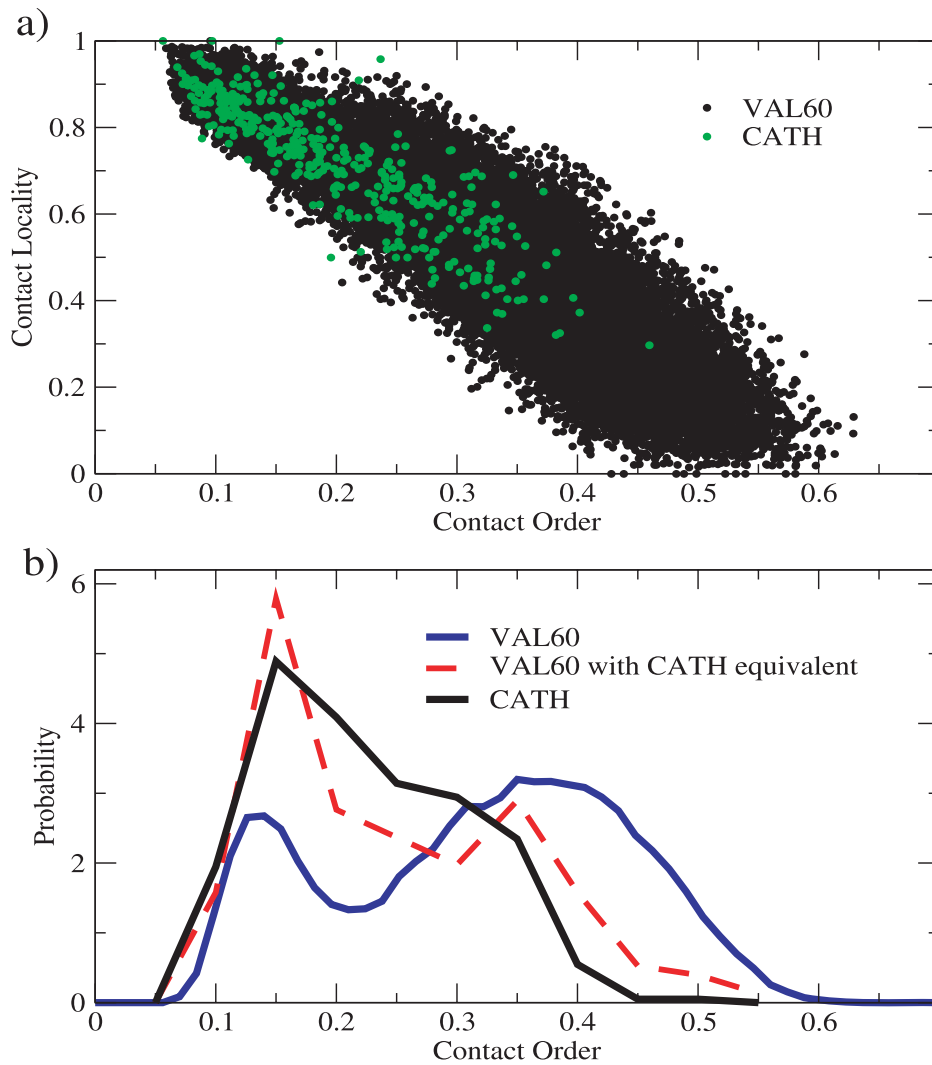 a)
1
0.8
0.6
0.4
0.2
0
Contact Locality
VAL60
CATH
0 0.1 0.2 0.3 0.4 0.5 0.6
Contact Order
b)
6
4
2
0
Probability
VAL60
VAL60 with CATH equivalent
CATH
0 0.1 0.2 0.3 0.4 0.5 0.6
Contact Order